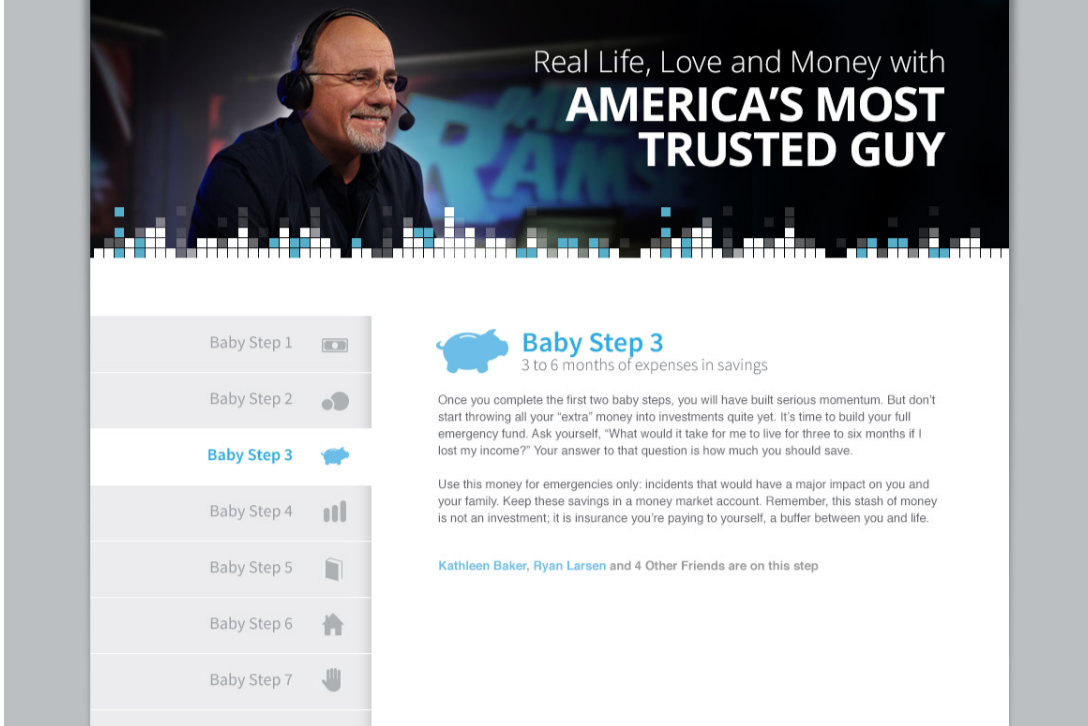 Real Life, Love and Money with
AMERICA'S MOST
TRUSTED GUY
DAVE
RAMSE
Baby Step 1
Baby Step 2
Baby Step 3
Baby Step 4
Baby Step 5
Baby Step 6
Baby Step 7
Baby Step 3
3 to 6 months of expenses in savings
Once you complete the first two baby steps, you will have built serious momentum. But don't
start throwing all your “extra” money into investments quite yet. It's time to build your full
emergency fund. Ask yourself, “What would it take for me to live for three to six months if I
lost my income?” Your answer to that question is how much you should save.
Use this money for emergencies only: incidents that would have a major impact on you and
your family. Keep these savings in a money market account. Remember, this stash of money
is not an investment; it is insurance you're paying to yourself, a buffer between you and life.
Kathleen Baker, Ryan Larsen and 4 Other Friends are on this step